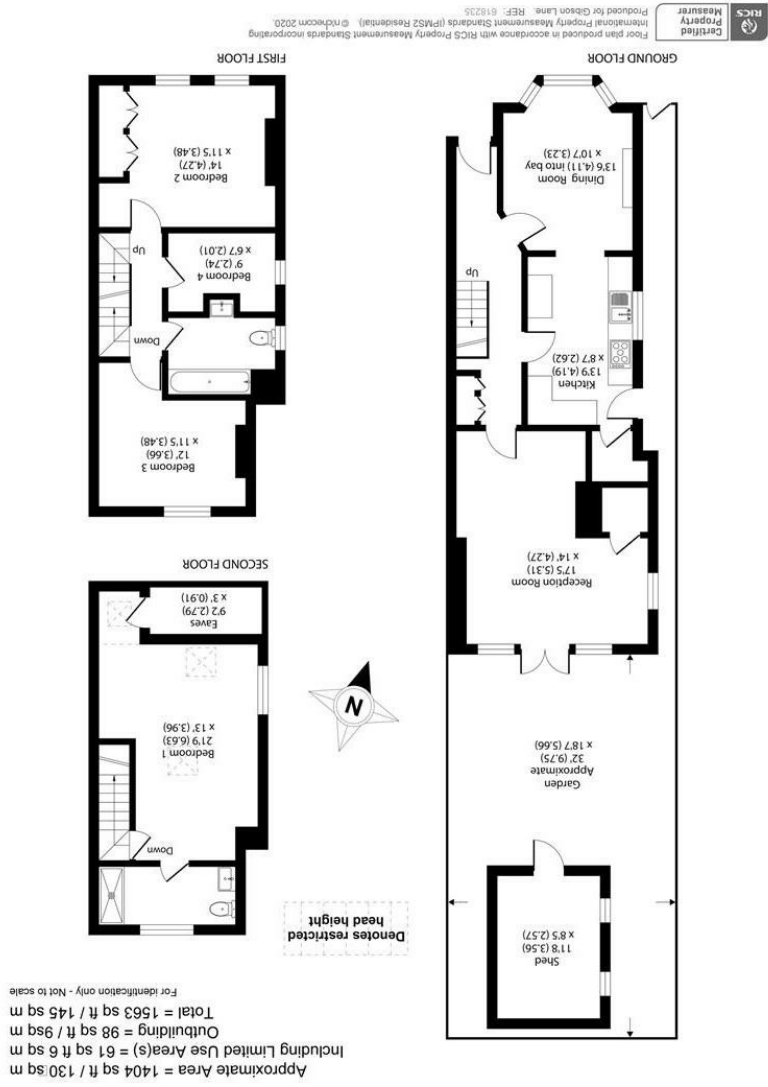 Approximate Area = 1404 sq ft / 130 sq m
Including Limited Use Area(s) = 61 sq ft 6 sq m
Outbuilding = 98 sq ft / 9sq m
Total = 1563 sq ft / 145 sq m
For identification only - Not to scale
Shed
11'8 (3.56)
x 8'5 (2.57)
Denotes restricted
head height
Garden
Approximate
32' (9.75)
x 18'7 (5.66)
Down
Bedroom 1
21'9 (6.63)
x 13' (3.96)
N
Eaves
9'2 (2.79)
x 3' (0.91)
SECOND FLOOR
Reception Room
17'5 (5.31)
x 14' (4.27)
Bedroom 3
12' (3.66)
x 11'5 (3.48)
Kitchen
13'9 (4.19)
x 8'7 (2.62)
Up
Down
Bedroom 4
9' (2.74)
x 6'7 (2.01)
Up
Dining Room
13'6 (4.11) into bay
x 10'7 (3.23)
Bedroom 2
14' (4.27)
x 11'5 (3.48)
GROUND FLOOR
FIRST FLOOR
RICS
Certified
Property
Measurer
Floor plan produced in accordance with RICS Property Measurement Standards incorporating
International Property Measurement Standards (IPMS2 Residential). ©nichecom 2020.
Produced for Gibson Lane. REF: 618235